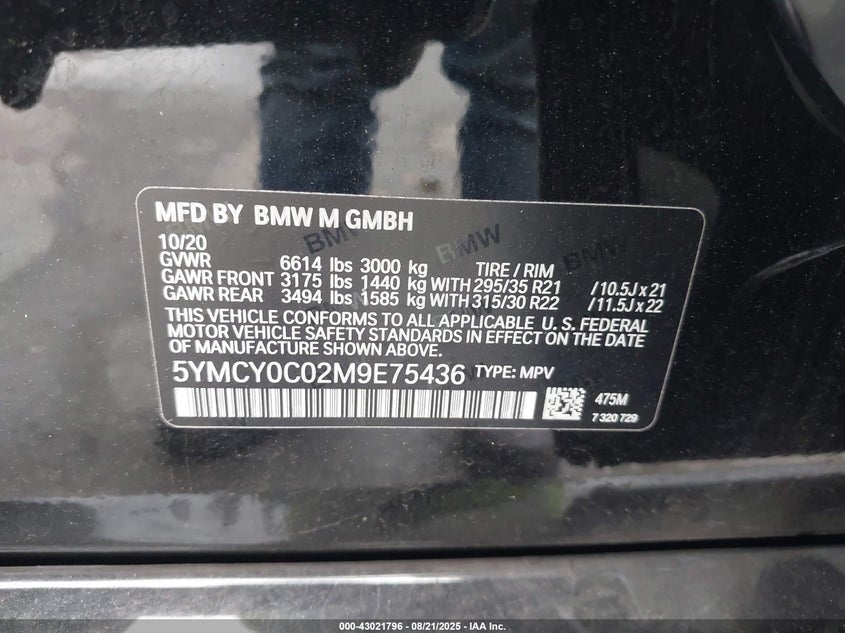 MFD BY BMW M GMBH
10/20
GVWR 6614 lbs 3000 kg TIRE / RIM
GAWR FRONT 3175 lbs 1440 kg WITH 295/35 R21 /10.5J x 21
GAWR REAR 3494 lbs 1585 kg WITH 315/30 R22 /11.5J x 22
THIS VEHICLE CONFORMS TO ALL APPLICABLE U. S. FEDERAL
MOTOR VEHICLE SAFETY STANDARDS IN EFFECT ON THE
DATE OF MANUFACTURE SHOWN ABOVE.
5YMCY0C02M9E75436 TYPE: MPV
475M
7 320 729
BMW
BMW
BMW
000-43021796 - 08/21/2025 - IAA Inc.